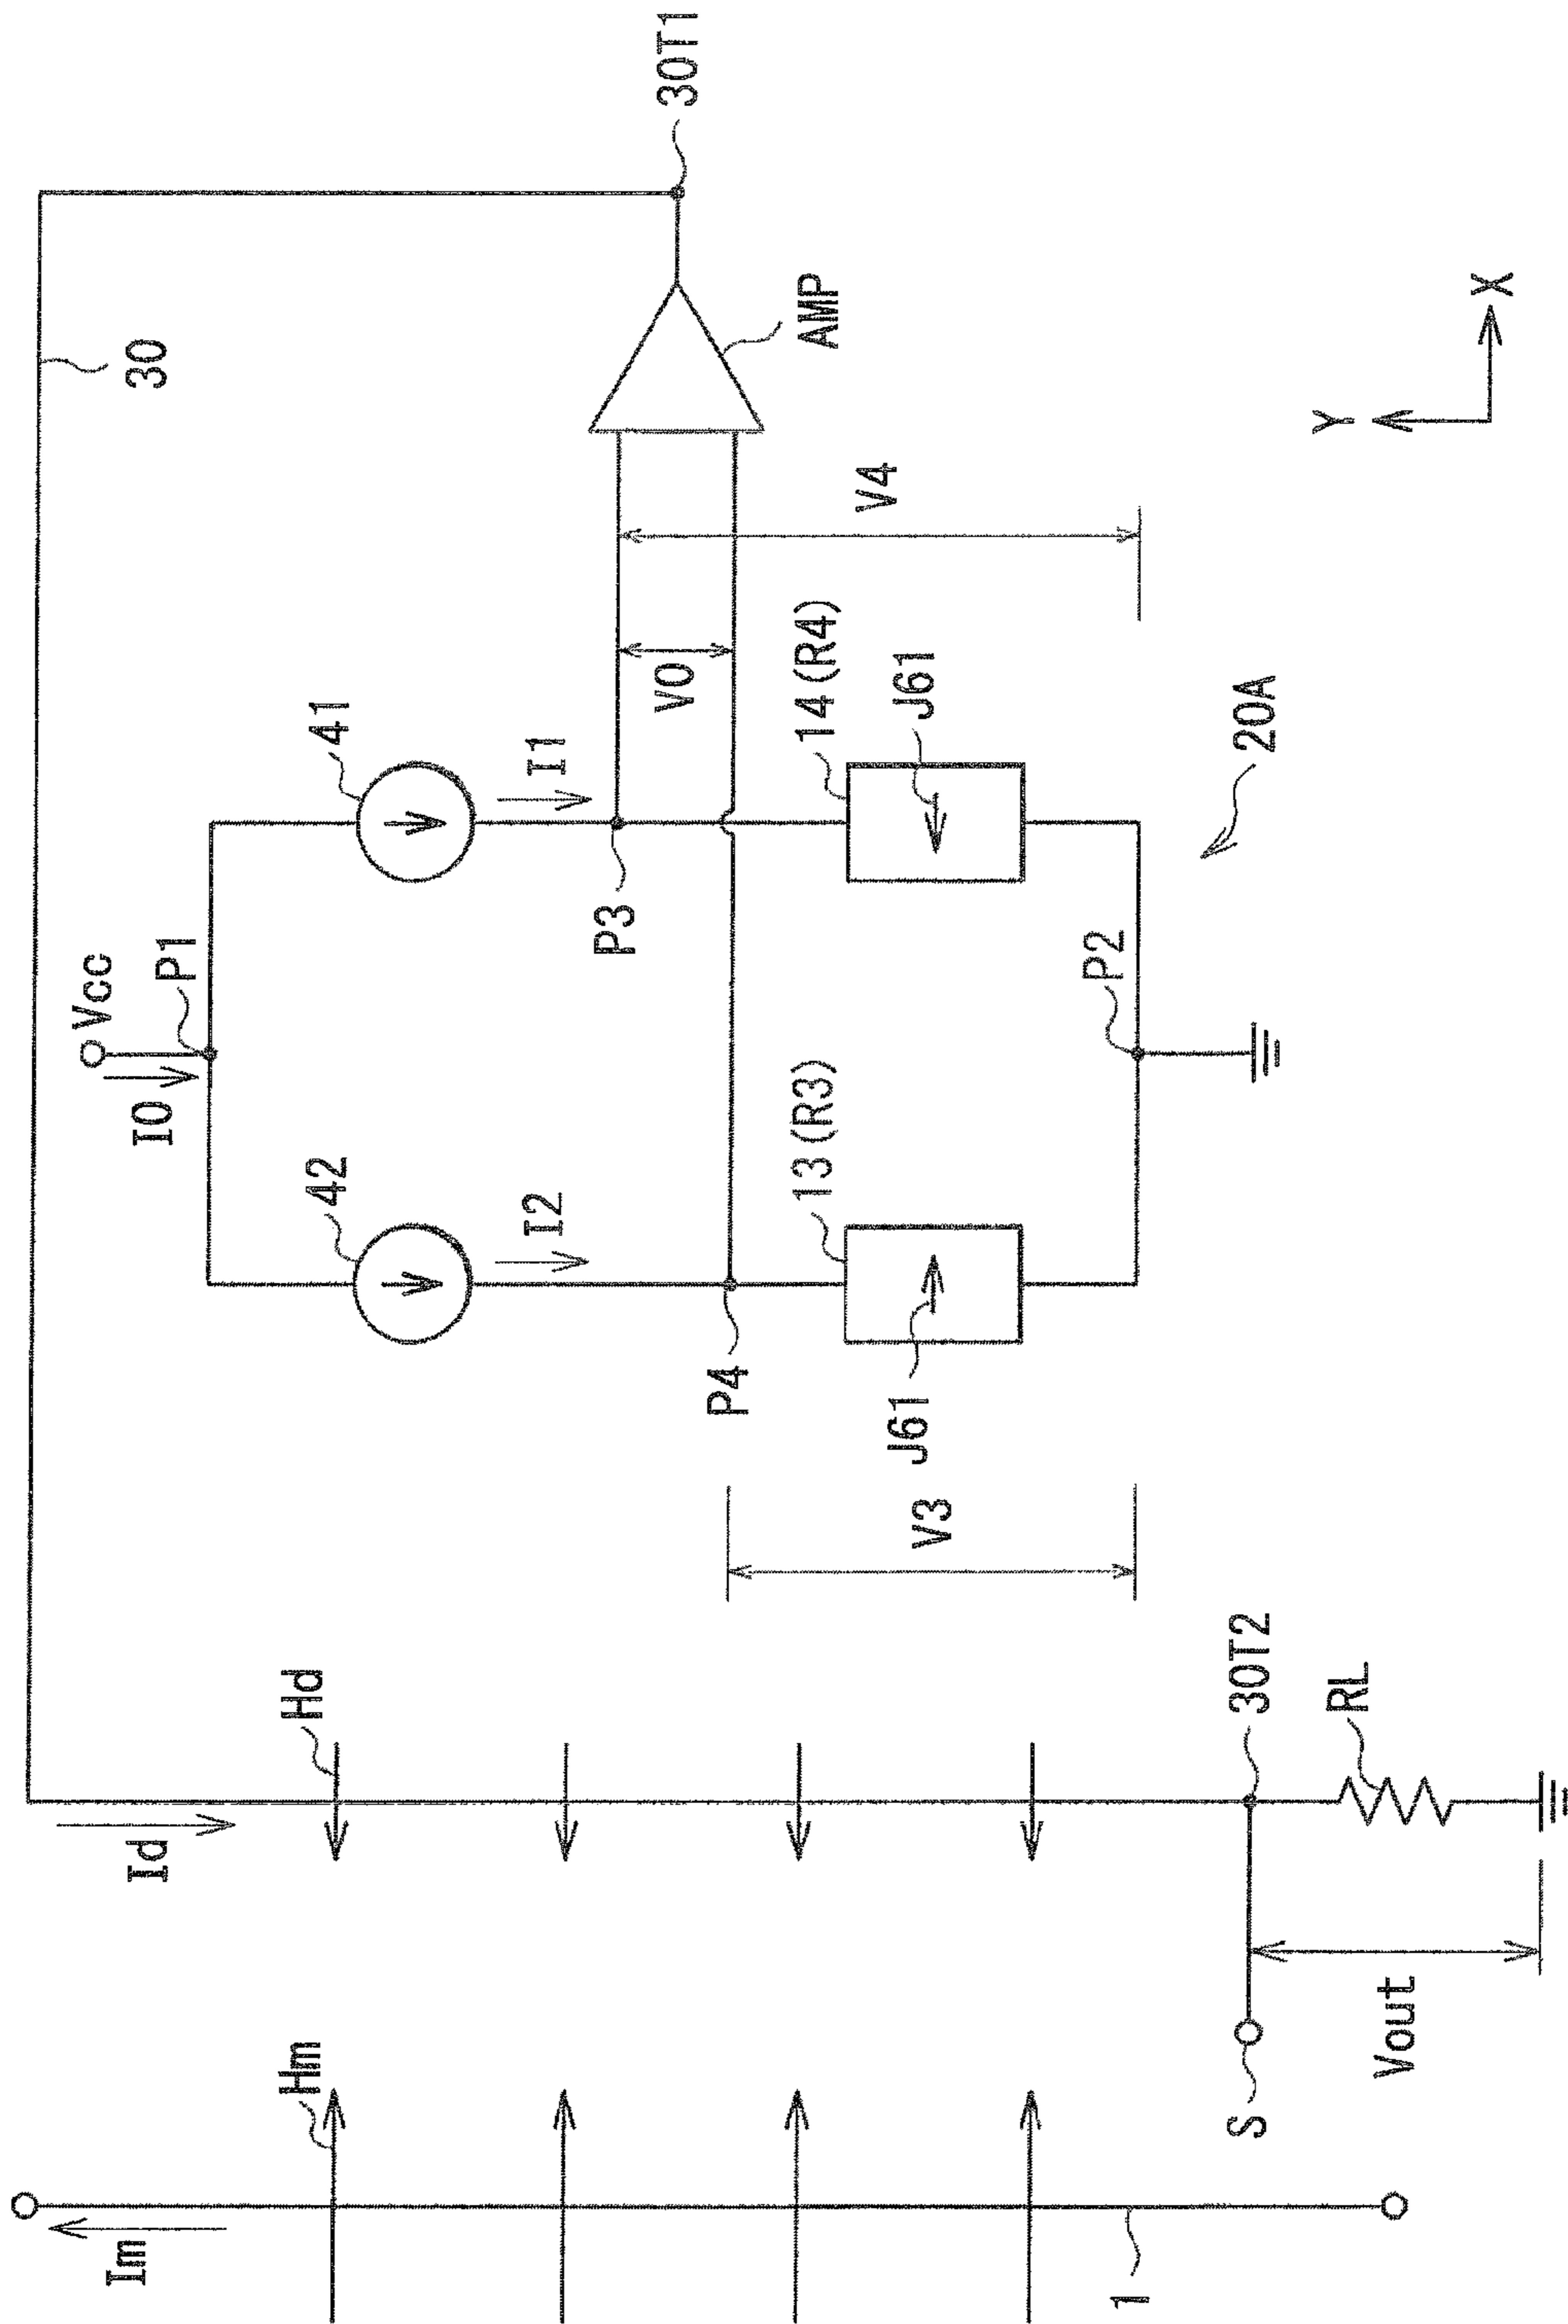 Im
Hm
1
Id
Hd
30
S
Vout
30T2
RL
Vcc
I0
P1
42
41
I2
I1
P4
P3
V0
AMP
30T1
V3
13(R3)
J61
14(R4)
J61
V4
P2
20A
Y
X